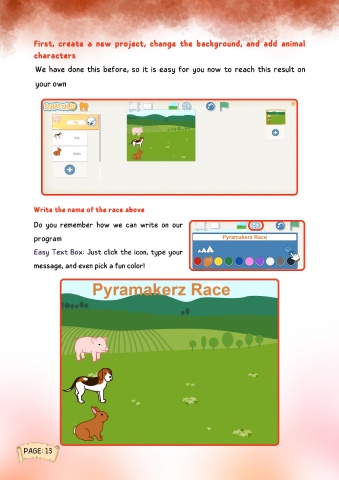 First, create a new project, change the background, and add animal
characters
We have done this before, so it is easy for you now to reach this result on
your own
Write the name of the race above
Do you remember how we can write on our
program
Easy Text Box: Just click the icon, type your
message, and even pick a fun color!
Pyramakerz Race
Pyramakerz Race
PAGE: 13